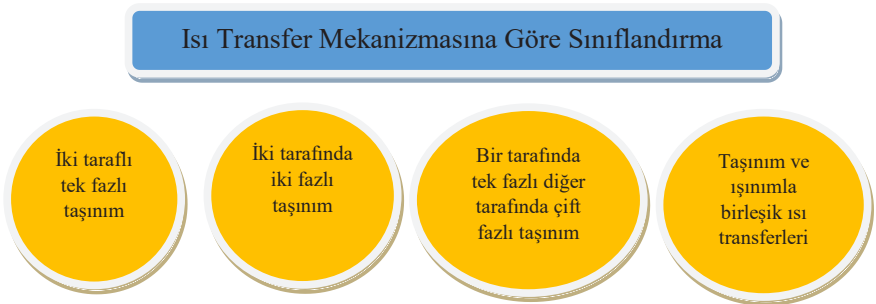 Isı Transfer Mekanizmasına Göre Sınıflandırma
İki taraflı
tek fazlı
taşınım
İki tarafında
iki fazlı
taşınım
Bir tarafında
tek fazlı diğer
tarafında çift
fazlı taşınım
Taşınım ve
ışınımla
birleşik ısı
transferleri